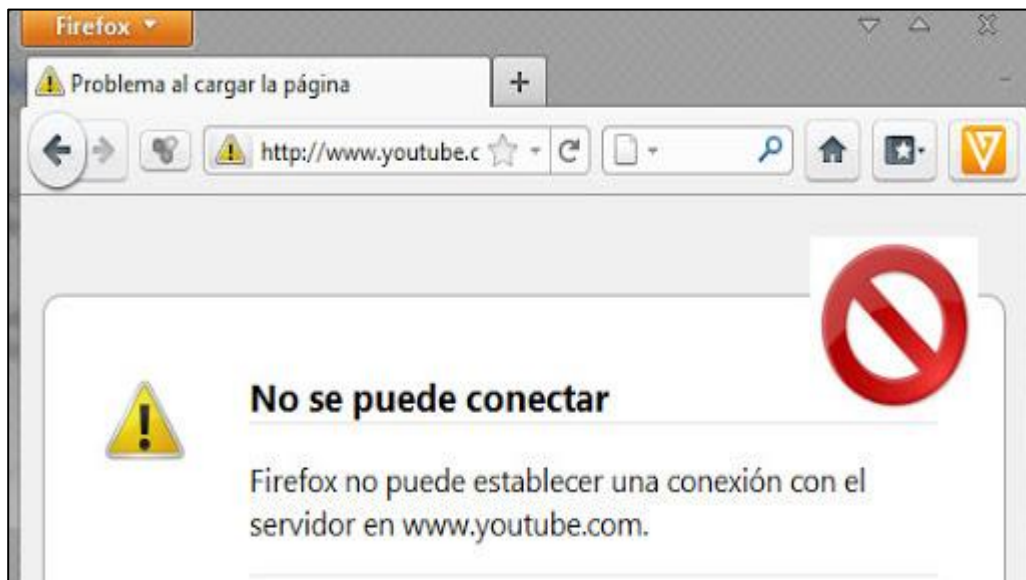 Firefox
Problema al cargar la página
http://www.youtube.c
No se puede conectar
Firefox no puede establecer una conexión con el
servidor en www.youtube.com.